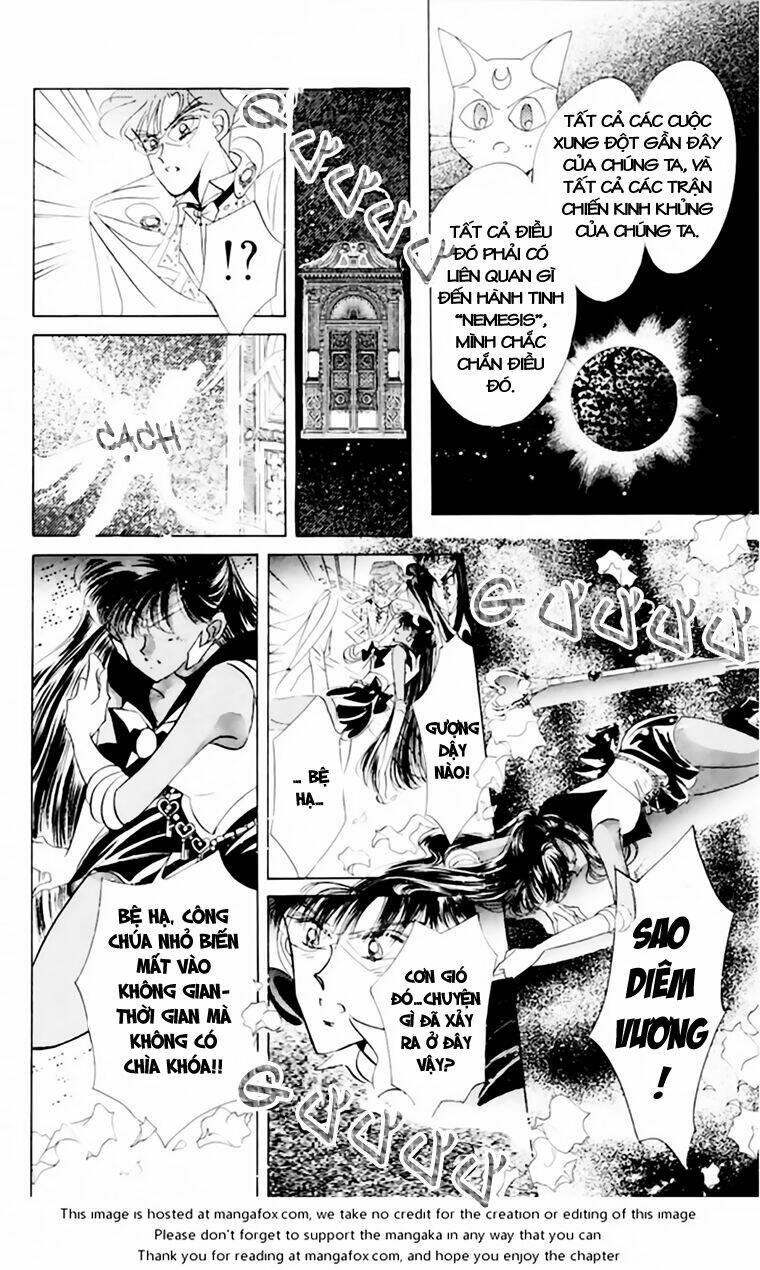 TẤT CẢ CÁC CUỘC
XUNG ĐỘT GẦN ĐÂY
CỦA CHÚNG TA, VÀ
TẤT CẢ CÁC TRẬN
CHIẾN KINH KHỦNG
CỦA CHÚNG TA.
TẤT CẢ ĐIỀU
ĐÓ PHẢI CÓ
LIÊN QUAN GÌ
ĐẾN HÀNH TINH
“NEMESIS”,
MÌNH CHẮC
CHẮN ĐIỀU
ĐÓ.
!?
CẠCH
GƯỢNG
DẬY
NÀO!
... BỆ
HẠ...
SAO
DIÊM
VƯƠNG
!
CƠN GIÓ
ĐÓ...CHUYỆN
GÌ ĐÃ XẢY
RA Ở ĐÂY
VẬY?
BỆ HẠ, CÔNG
CHÚA NHỎ BIẾN
MẤT VÀO
KHÔNG GIAN-
THỜI GIAN MÀ
KHÔNG CÓ
CHÌA KHÓA!!
This image is hosted at mangafox.com, we take no credit for the creation or editing of this image
Please don't forget to support the mangaka in any way that you can
Thank you for reading at mangafox.com, and hope you enjoy the chapter